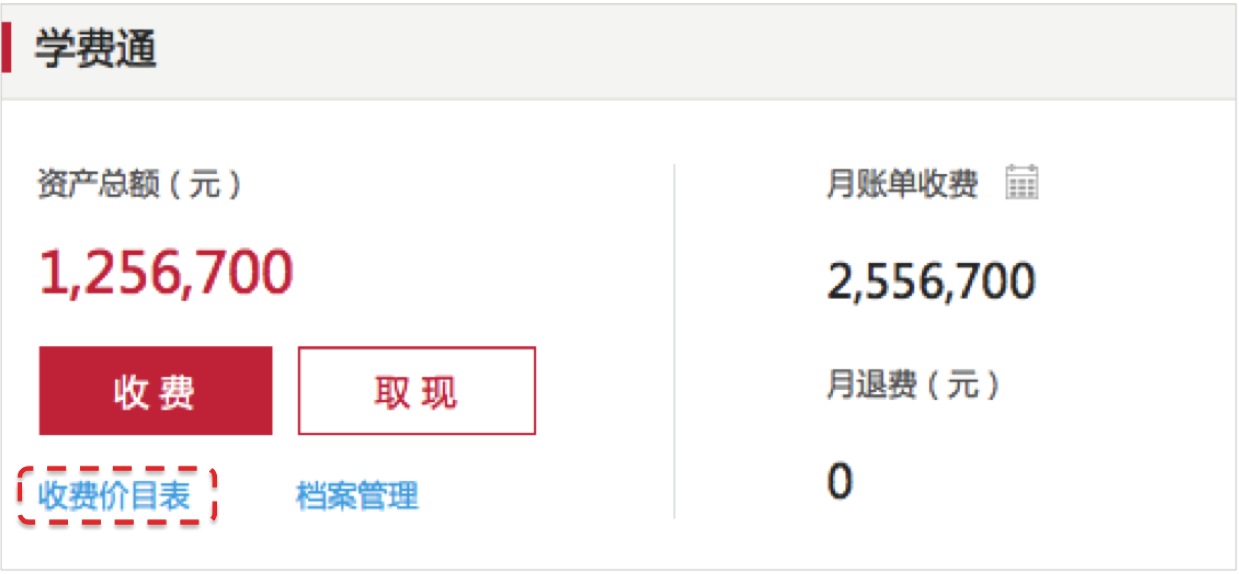 学费通
资产总额（元）
1,256,700
收费
取现
收费价目表
档案管理
月账单收费
2,556,700
月退费（元）
0